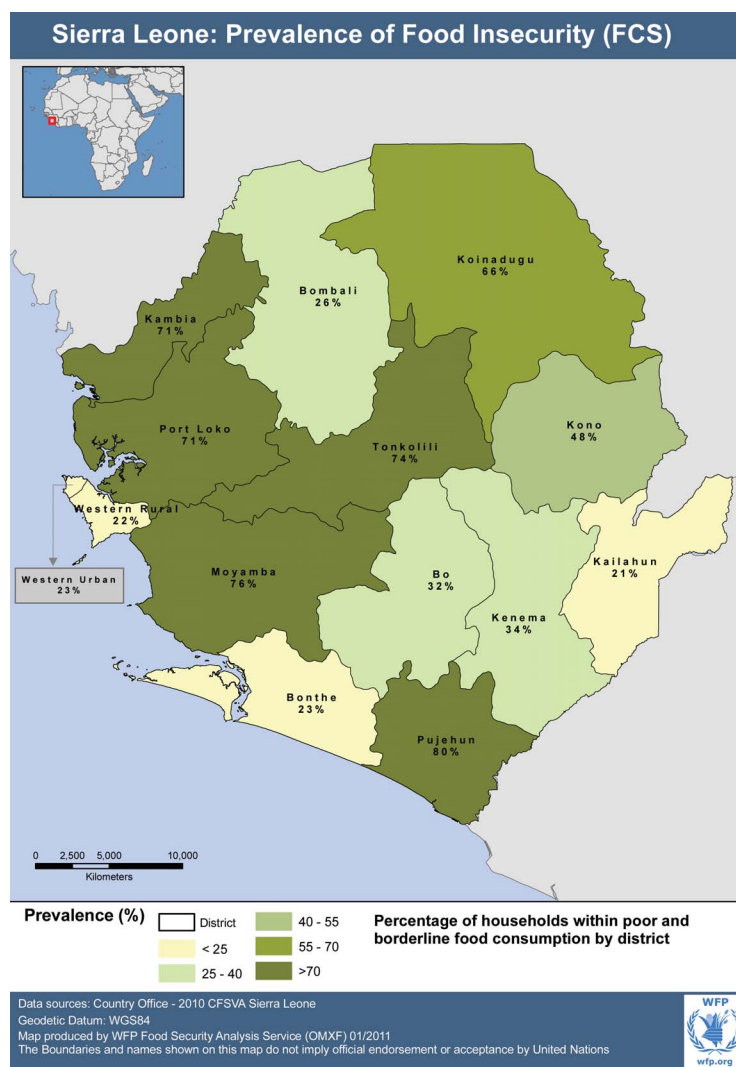 Sierra Leone: Prevalence of Food Insecurity (FCS)
Koinadugu
66%
Bombali
26%
Kambia
71%
Port Loko
71%
Kono
48%
Tonkolili
74%
Western Rural
22%
Western Urban
23%
Moyamba
76%
Bo
32%
Kailahun
21%
Kenema
34%
Bonthe
23%
Pujehun
80%
0 2,500 5,000 10,000
Kilometers
Prevalence (%)
District
< 25
25 - 40
40 - 55
55 - 70
>70
Percentage of households within poor and
borderline food consumption by district
Data sources: Country Office - 2010 CFSVA Sierra Leone
Geodetic Datum: WGS84
Map produced by WFP Food Security Analysis Service (OMXF) 01/2011
The Boundaries and names shown on this map do not imply official endorsement or acceptance by United Nations
WFP
wfp.org